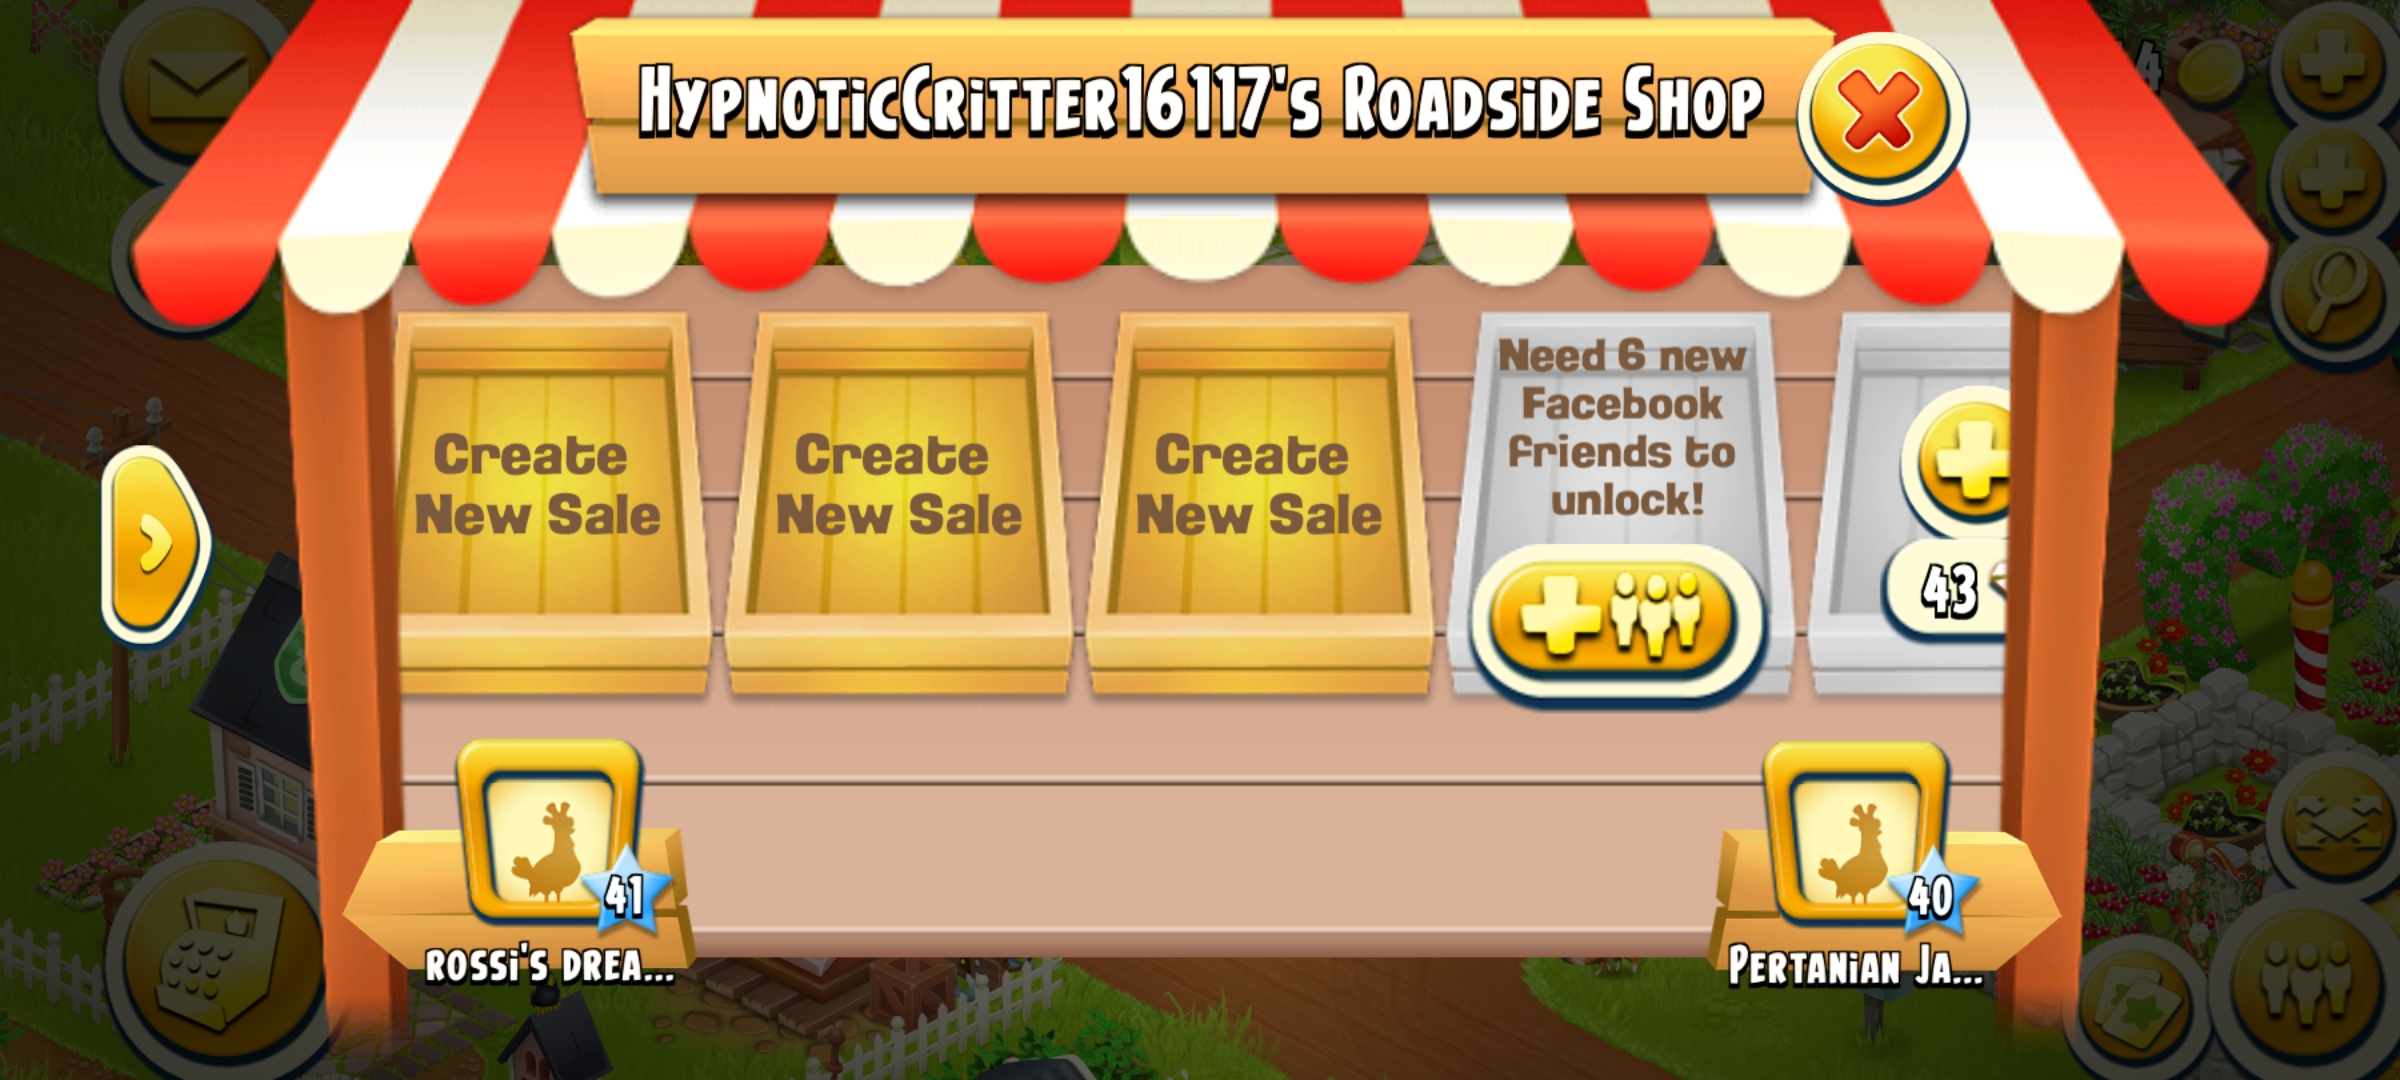 HypnoticCritter16117's Roadside Shop
Create
New Sale
Create
New Sale
Create
New Sale
Need 6 new
Facebook
friends to
unlock!
43
41
Rossi's Drea...
40
Pertanian Ja...
4